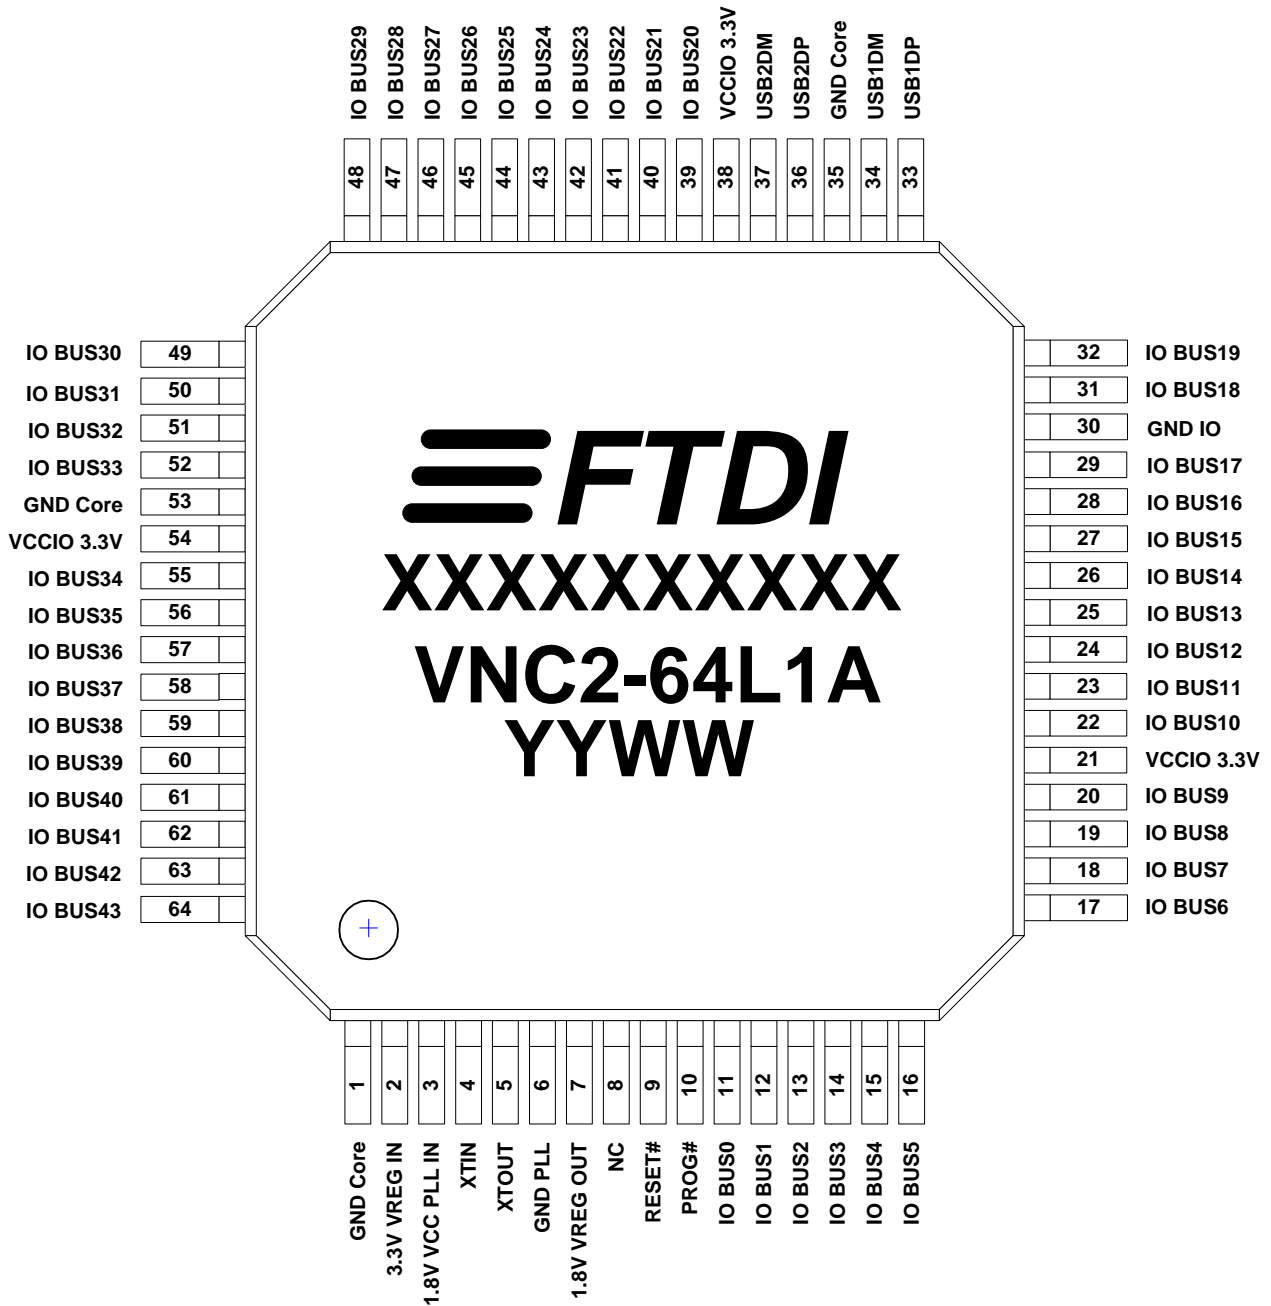 IO BUS29
IO BUS28
IO BUS27
IO BUS26
IO BUS25
IO BUS24
IO BUS23
IO BUS22
IO BUS21
IO BUS20
VCCIO 3.3V
USB2DM
USB2DP
GND Core
USB1DM
USB1DP
48
47
46
45
44
43
42
41
40
39
38
37
36
35
34
33
IO BUS30 49
IO BUS31 50
IO BUS32 51
IO BUS33 52
GND Core 53
VCCIO 3.3V 54
IO BUS34 55
IO BUS35 56
IO BUS36 57
IO BUS37 58
IO BUS38 59
IO BUS39 60
IO BUS40 61
IO BUS41 62
IO BUS42 63
IO BUS43 64
FTDI
XXXXXXXXXX
VNC2-64L1A
YYWW
32 IO BUS19
31 IO BUS18
30 GND IO
29 IO BUS17
28 IO BUS16
27 IO BUS15
26 IO BUS14
25 IO BUS13
24 IO BUS12
23 IO BUS11
22 IO BUS10
21 VCCIO 3.3V
20 IO BUS9
19 IO BUS8
18 IO BUS7
17 IO BUS6
1
2
3
4
5
6
7
8
9
10
11
12
13
14
15
16
GND Core
3.3V VREG IN
1.8V VCC PLL IN
XTIN
XTOUT
GND PLL
1.8V VREG OUT
NC
RESET#
PROG#
IO BUS0
IO BUS1
IO BUS2
IO BUS3
IO BUS4
IO BUS5